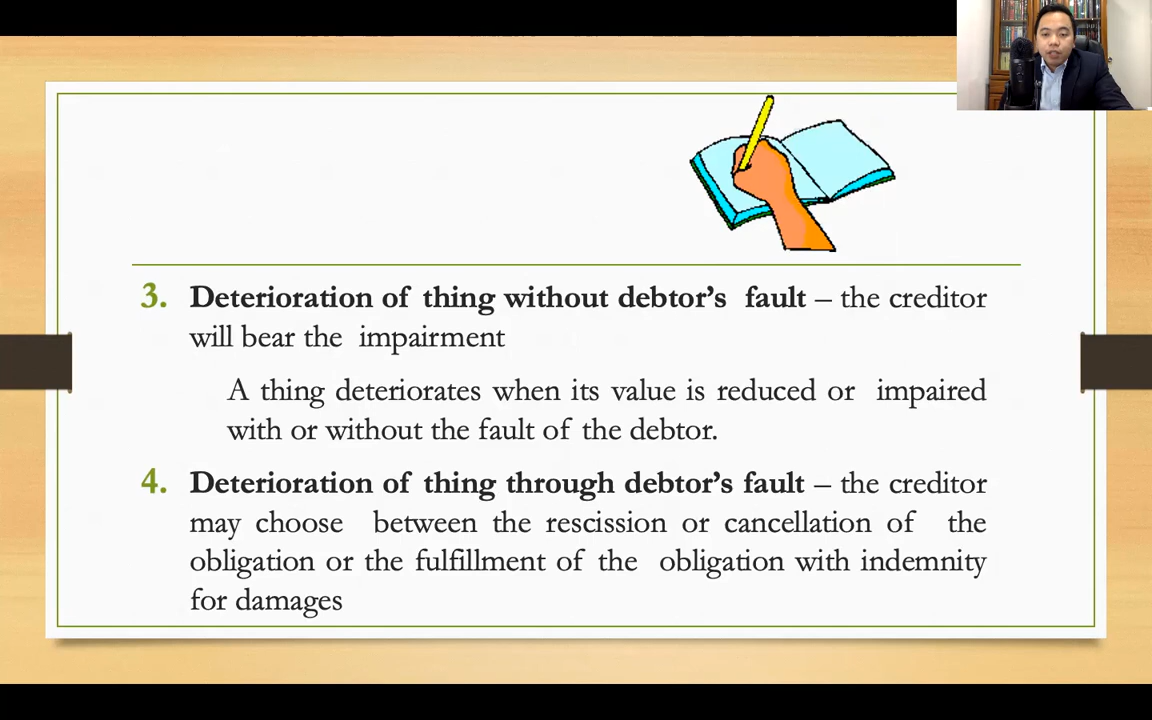 3. Deterioration of thing without debtor’s fault – the creditor
will bear the impairment
A thing deteriorates when its value is reduced or impaired
with or without the fault of the debtor.
4. Deterioration of thing through debtor’s fault – the creditor
may choose between the rescission or cancellation of the
obligation or the fulfillment of the obligation with indemnity
for damages